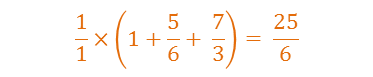 1/1 × (1 + 5/6 + 7/3) = 25/6